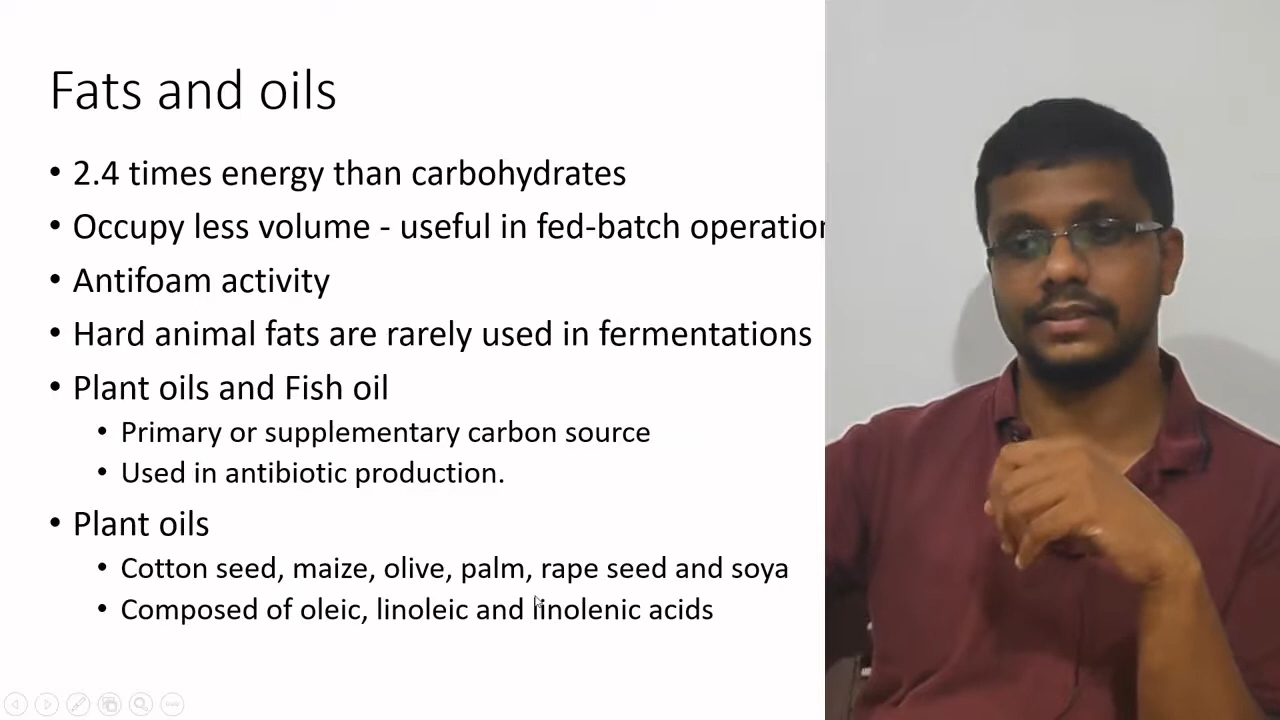 Fats and oils
• 2.4 times energy than carbohydrates
• Occupy less volume - useful in fed-batch operation
• Antifoam activity
• Hard animal fats are rarely used in fermentations
• Plant oils and Fish oil
• Primary or supplementary carbon source
• Used in antibiotic production.
• Plant oils
• Cotton seed, maize, olive, palm, rape seed and soya
• Composed of oleic, linoleic and linolenic acids